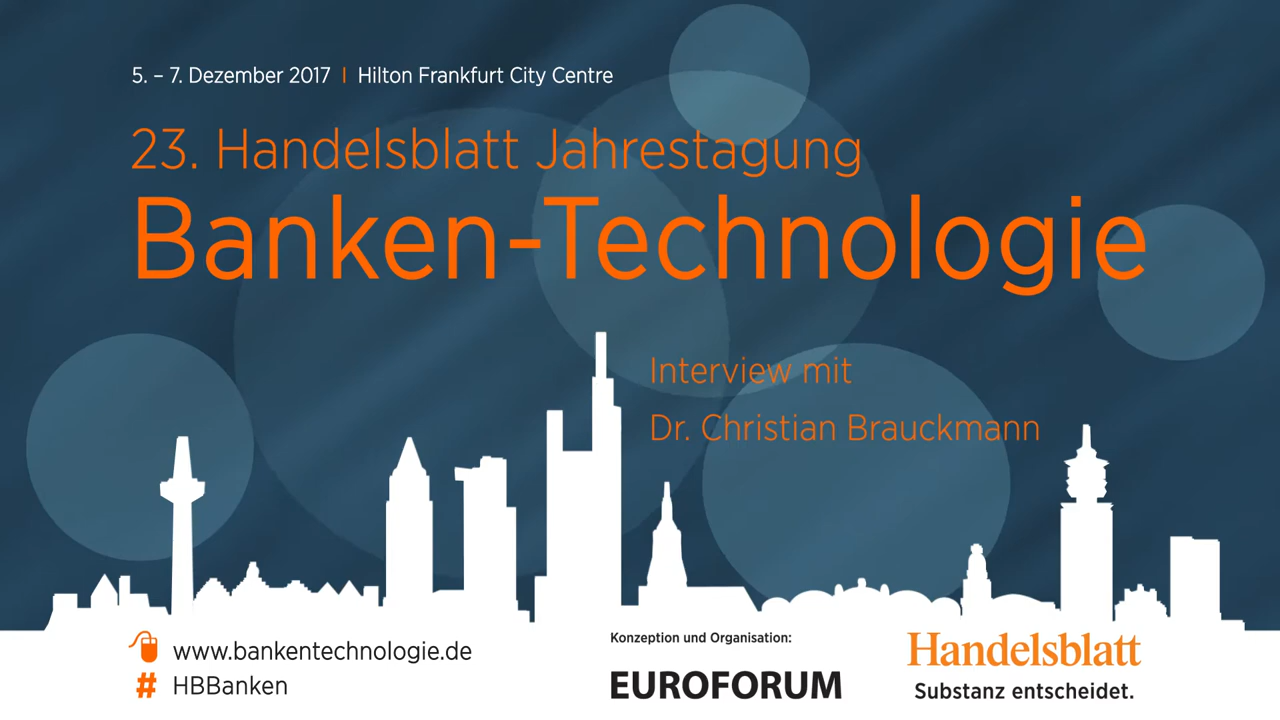 5. – 7. Dezember 2017 | Hilton Frankfurt City Centre
23. Handelsblatt Jahrestagung
Banken-Technologie
Interview mit
Dr. Christian Brauckmann
www.bankentechnologie.de
# HBBanken
Konzeption und Organisation:
EUROFORUM
Handelsblatt
Substanz entscheidet.